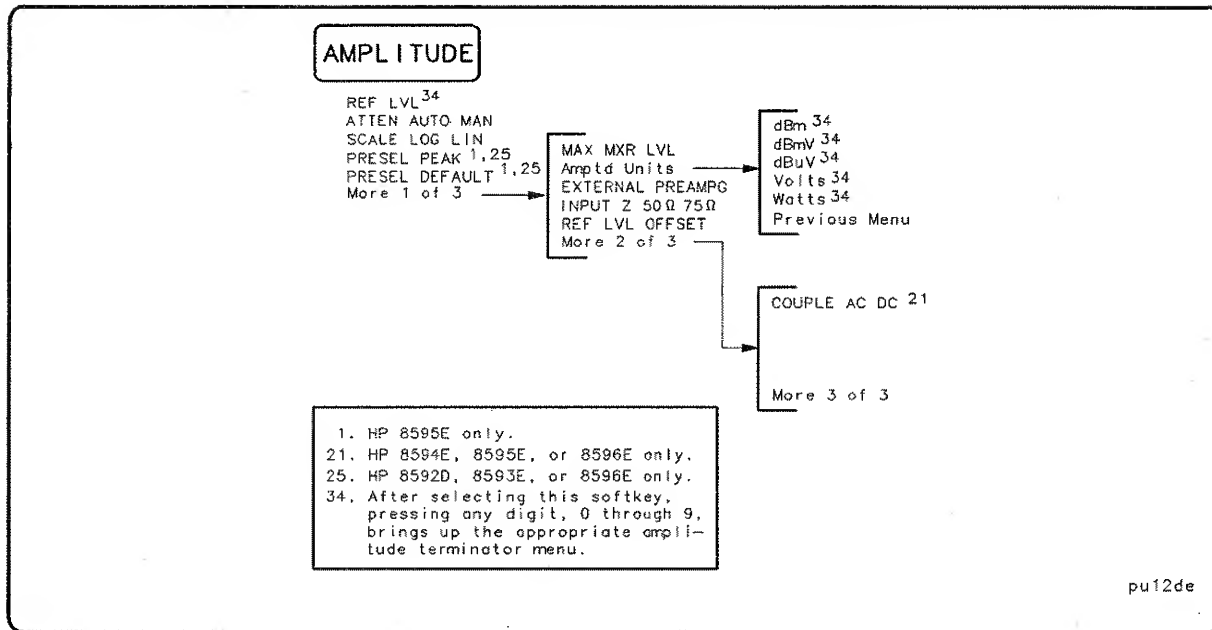 AMPLITUDE
REF LVL 34
ATTEN AUTO MAN
SCALE LOG LIN
PRESEL PEAK 1,25
PRESEL DEFAULT 1,25
More 1 of 3
MAX MXR LVL
Amptd Units
EXTERNAL PREAMPG
INPUT Z 50Ω 75Ω
REF LVL OFFSET
More 2 of 3
dBm 34
dBmV 34
dBuV 34
Volts 34
Watts 34
Previous Menu
COUPLE AC DC 21
More 3 of 3
1. HP 8595E only.
21. HP 8594E, 8595E, or 8596E only.
25. HP 8592D, 8593E, or 8596E only.
34. After selecting this softkey,
pressing any digit, 0 through 9,
brings up the appropriate ampli-
tude terminator menu.
pu12de